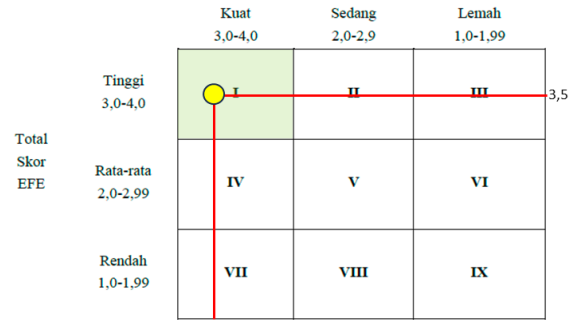 Kuat Sedang Lemah
3,0-4,0 2,0-2,9 1,0-1,99
Tinggi
3,0-4,0
I II III
3,5
Total
Skor
EFE
Rata-rata
2,0-2,99
IV V VI
Rendah
1,0-1,99
VII VIII IX